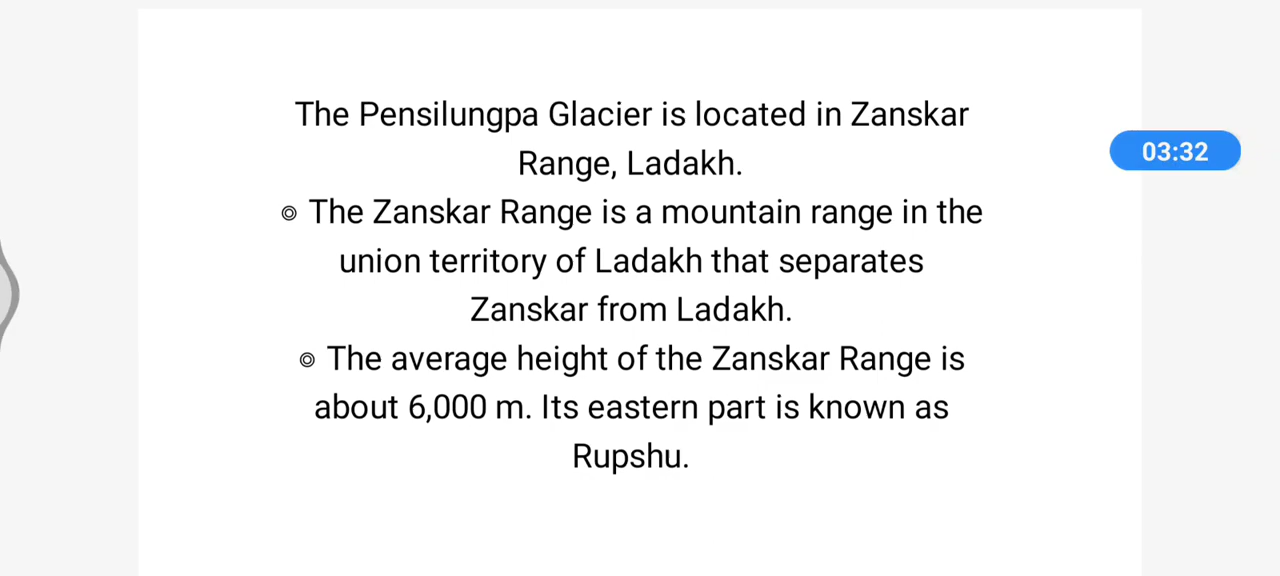 The Pensilungpa Glacier is located in Zanskar
Range, Ladakh.
◎ The Zanskar Range is a mountain range in the
union territory of Ladakh that separates
Zanskar from Ladakh.
◎ The average height of the Zanskar Range is
about 6,000 m. Its eastern part is known as
Rupshu.
03:32